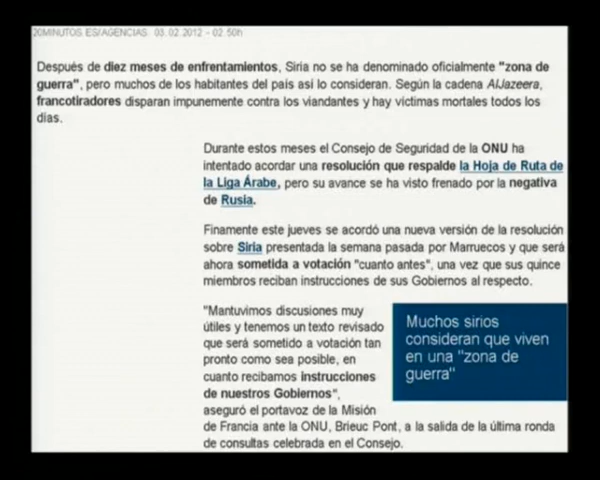 20MINUTOS.ES/AGENCIAS. 03.02.2012 - 02.50h
Después de diez meses de enfrentamientos, Siria no se ha denominado oficialmente "zona de
guerra", pero muchos de los habitantes del país asi lo consideran. Según la cadena AlJazeera,
francotiradores disparan impunemente contra los viandantes y hay víctimas mortales todos los
días.
Durante estos meses el Consejo de Seguridad de la ONU ha
intentado acordar una resolución que respalde la Hoja de Ruta de
la Liga Árabe, pero su avance se ha visto frenado por la negativa
de Rusia.
Finamente este jueves se acordó una nueva versión de la resolución
sobre Siria presentada la semana pasada por Marruecos y que será
ahora sometida a votación "cuanto antes", una vez que sus quince
miembros reciban instrucciones de sus Gobiernos al respecto.
"Mantuvimos discusiones muy
útiles y tenemos un texto revisado
que será sometido a votación tan
pronto como sea posible, en
cuanto recibamos instrucciones
de nuestros Gobiernos",
aseguró el portavoz de la Misión
de Francia ante la ONU, Brieuc Pont, a la salida de la última ronda
de consultas celebrada en el Consejo.
Muchos sirios
consideran que viven
en una "zona de
guerra"